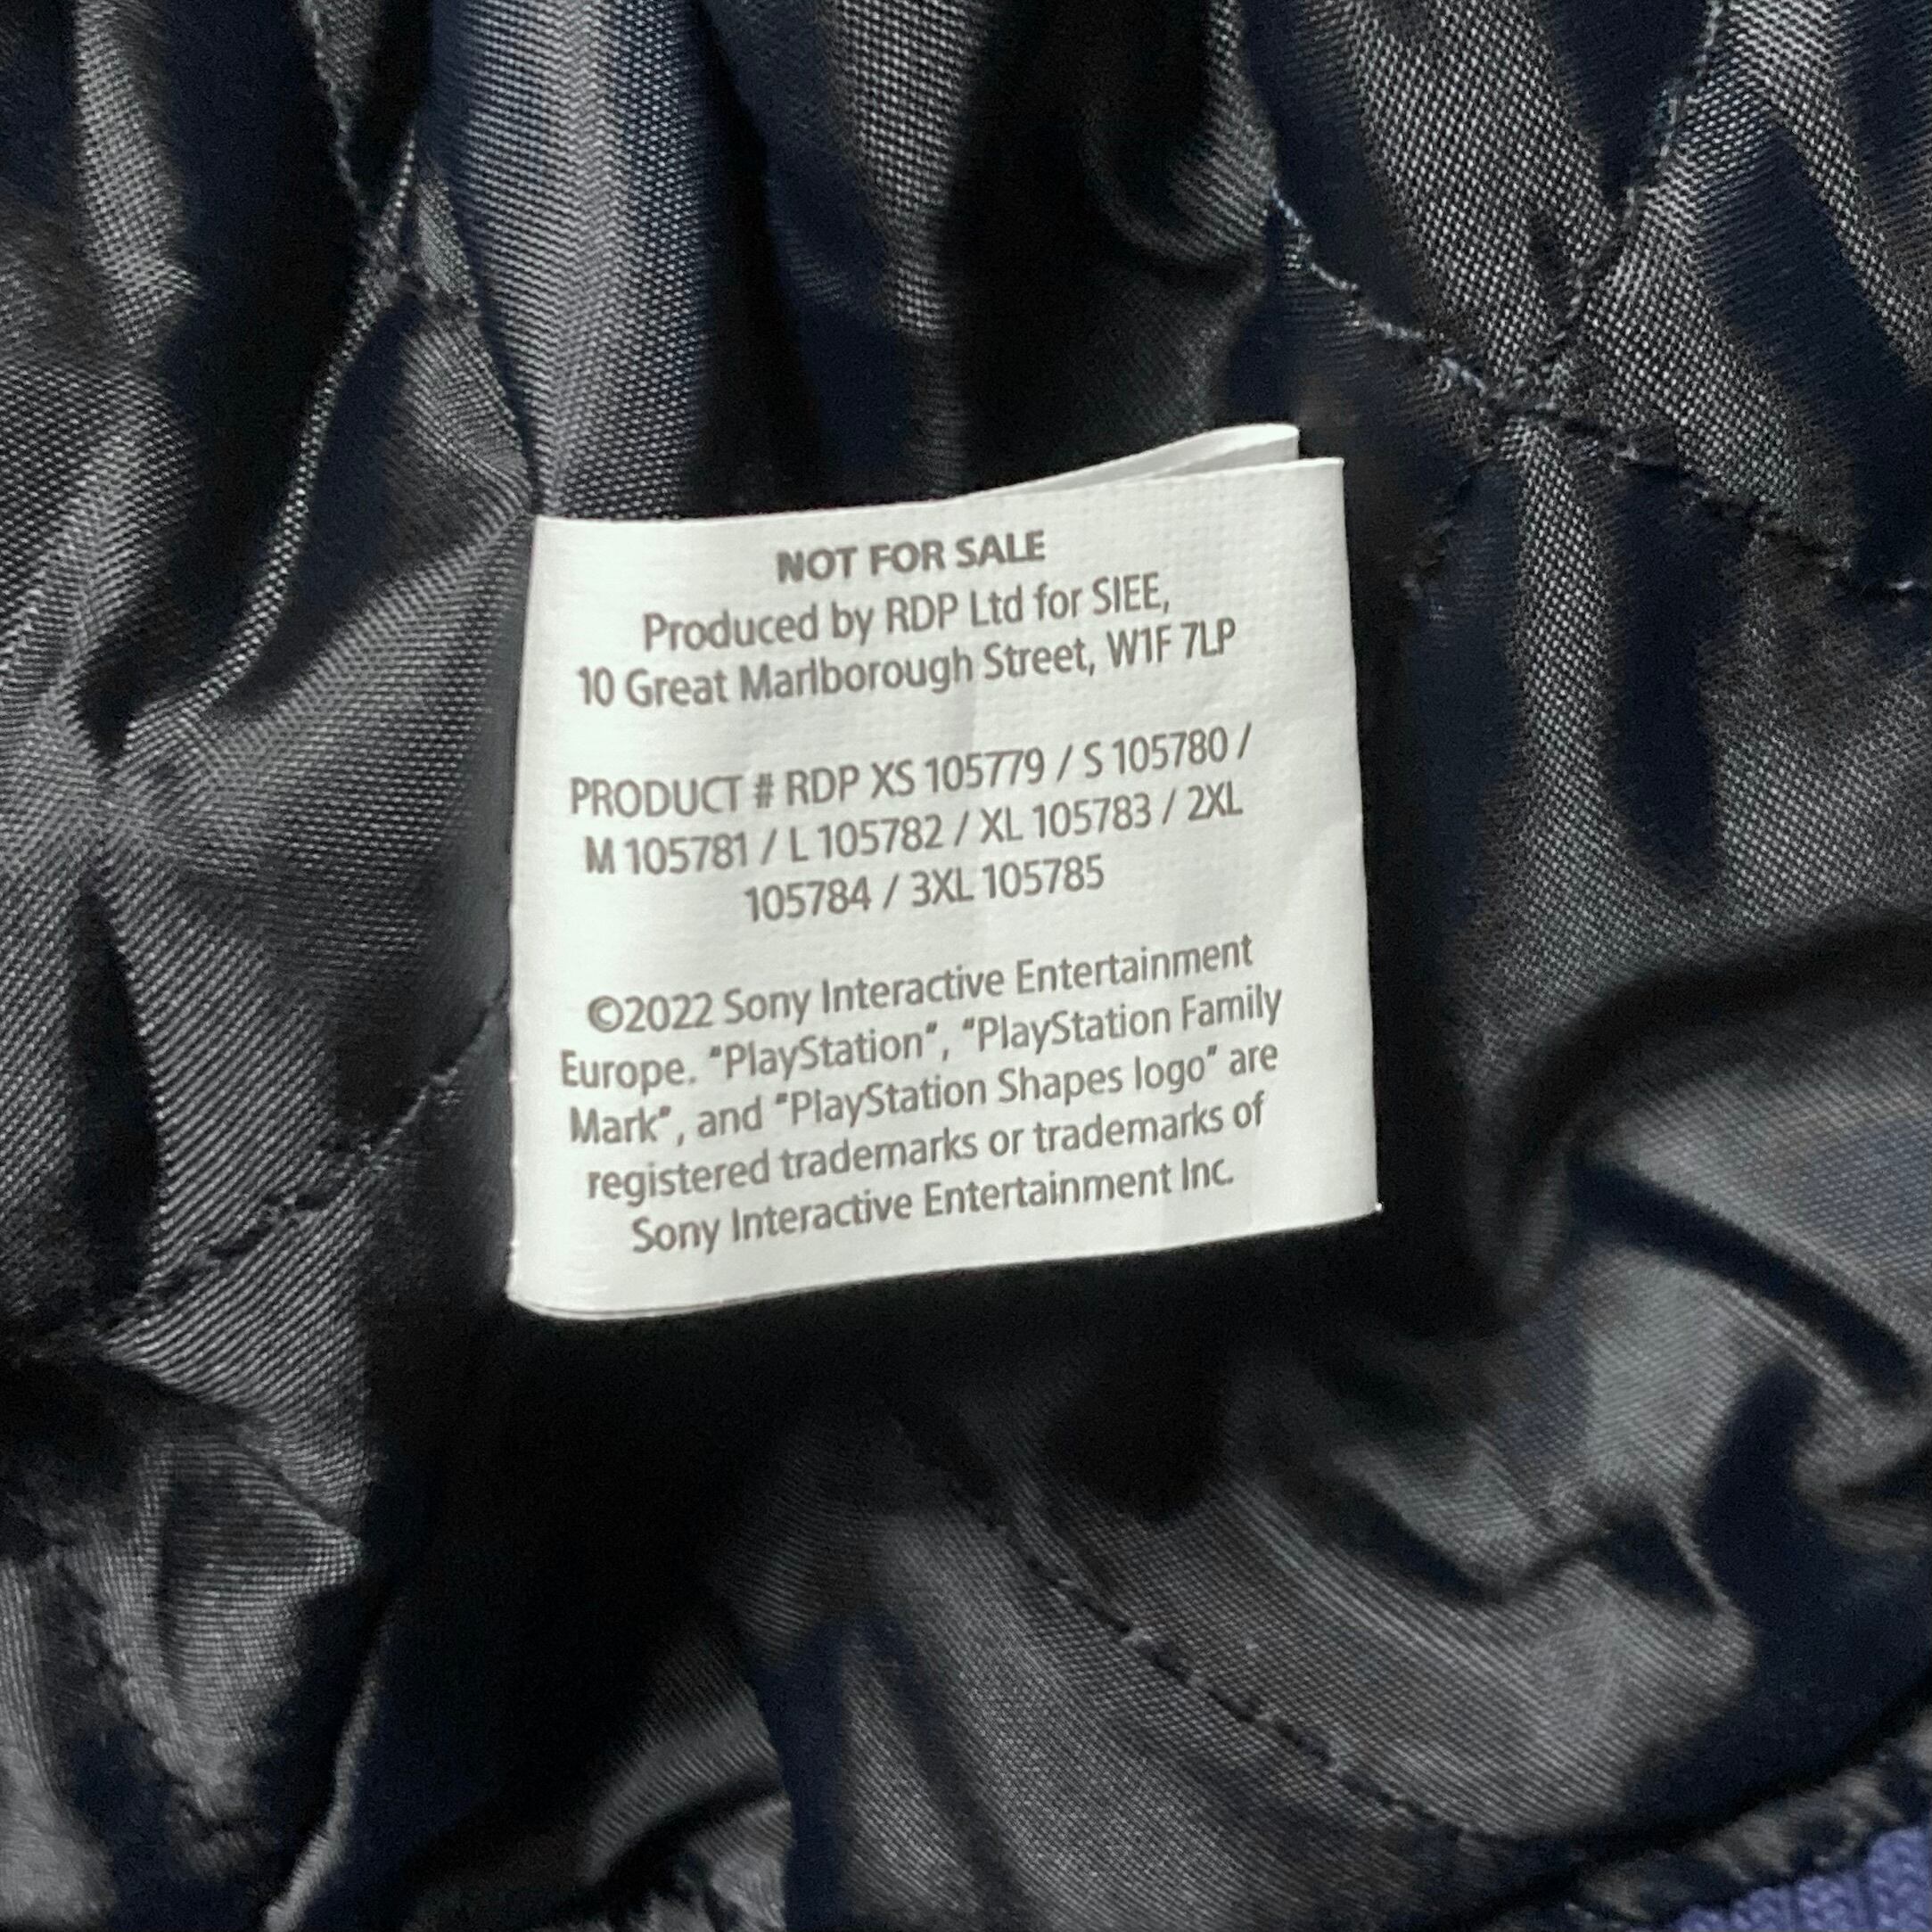 NOT FOR SALE
Produced by RDP Ltd for SIEE,
10 Great Marlborough Street, W1F 7LP
PRODUCT # RDP XS 105779 / S 105780 /
M 105781 / L 105782 / XL 105783 / 2XL
105784 / 3XL 105785
©2022 Sony Interactive Entertainment
Europe. "PlayStation", "PlayStation Family
Mark", and "PlayStation Shapes logo" are
registered trademarks or trademarks of
Sony Interactive Entertainment Inc.